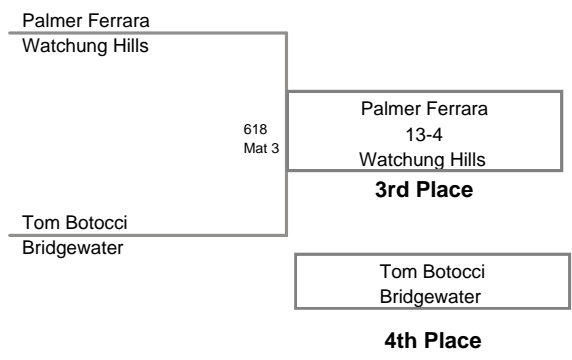 Palmer Ferrara
Watchung Hills
618
Mat 3
Palmer Ferrara
13-4
Watchung Hills
3rd Place
Tom Botocci
Bridgewater
Tom Botocci
Bridgewater
4th Place